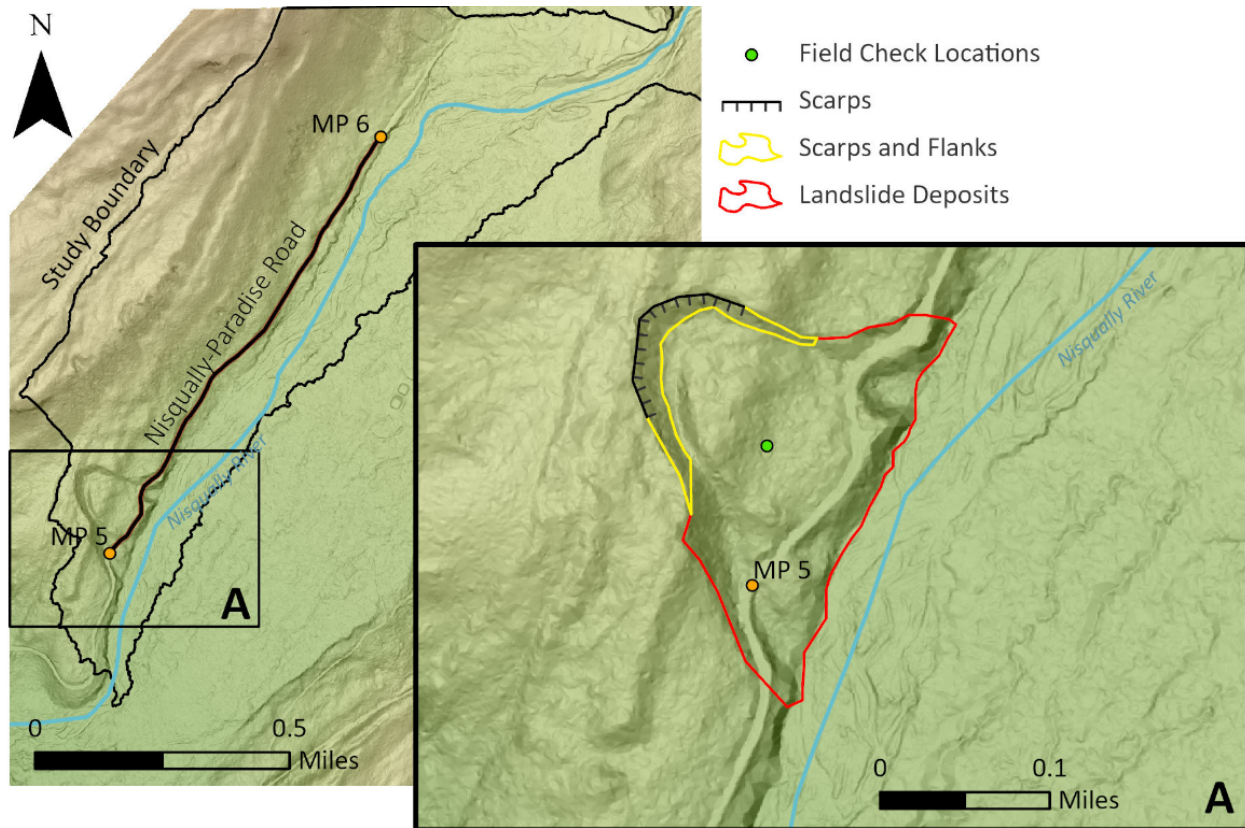 N
Study Boundary
MP 6
Nisqually-Paradise Road
Nisqually River
MP 5
A
0
0.5
Miles
Field Check Locations
Scarps
Scarps and Flanks
Landslide Deposits
Nisqually River
MP 5
0
0.1
Miles
A